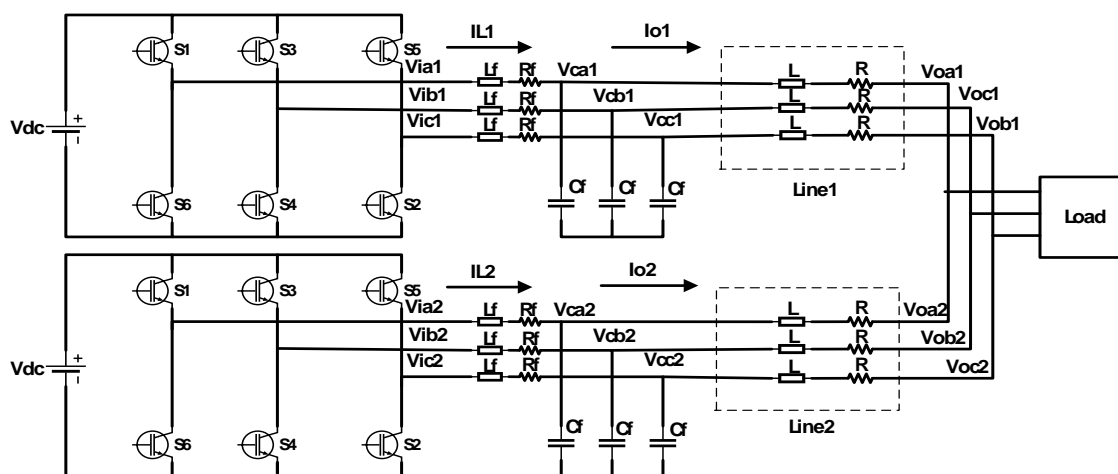 IL1
Io1
S1
S3
S5
Via1
Lf
Rf
Vca1
L
R
Voa1
Vib1
Lf
Rf
Vcb1
L
R
Voc1
Vdc
+
-
Vic1
Lf
Rf
Vcc1
L
R
Vob1
Cf
Cf
Cf
Line1
S6
S4
S2
Load
IL2
Io2
S1
S3
S5
Via2
Lf
Rf
Vca2
L
R
Voa2
Vib2
Lf
Rf
Vcb2
L
R
Vob2
Vdc
+
-
Vic2
Lf
Rf
Vcc2
L
R
Voc2
Cf
Cf
Cf
Line2
S6
S4
S2